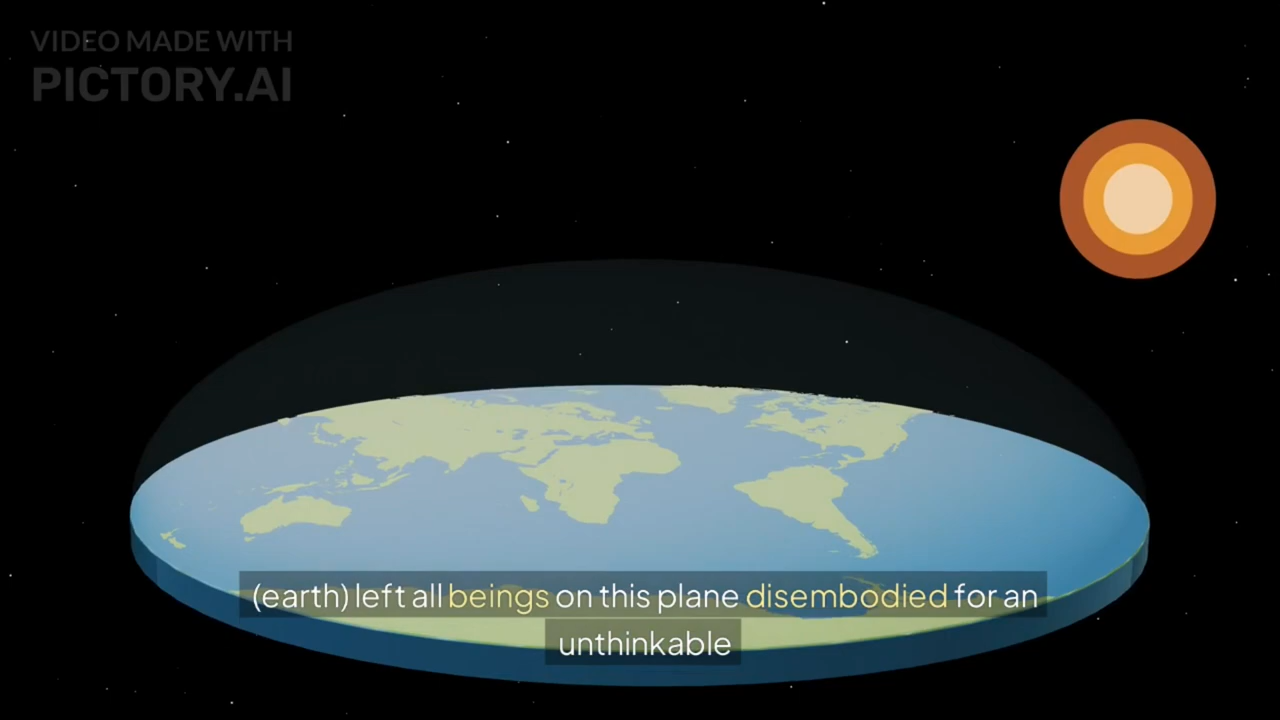 VIDEO MADE WITH
PICTORY.AI
(earth) left all beings on this plane disembodied for an
unthinkable